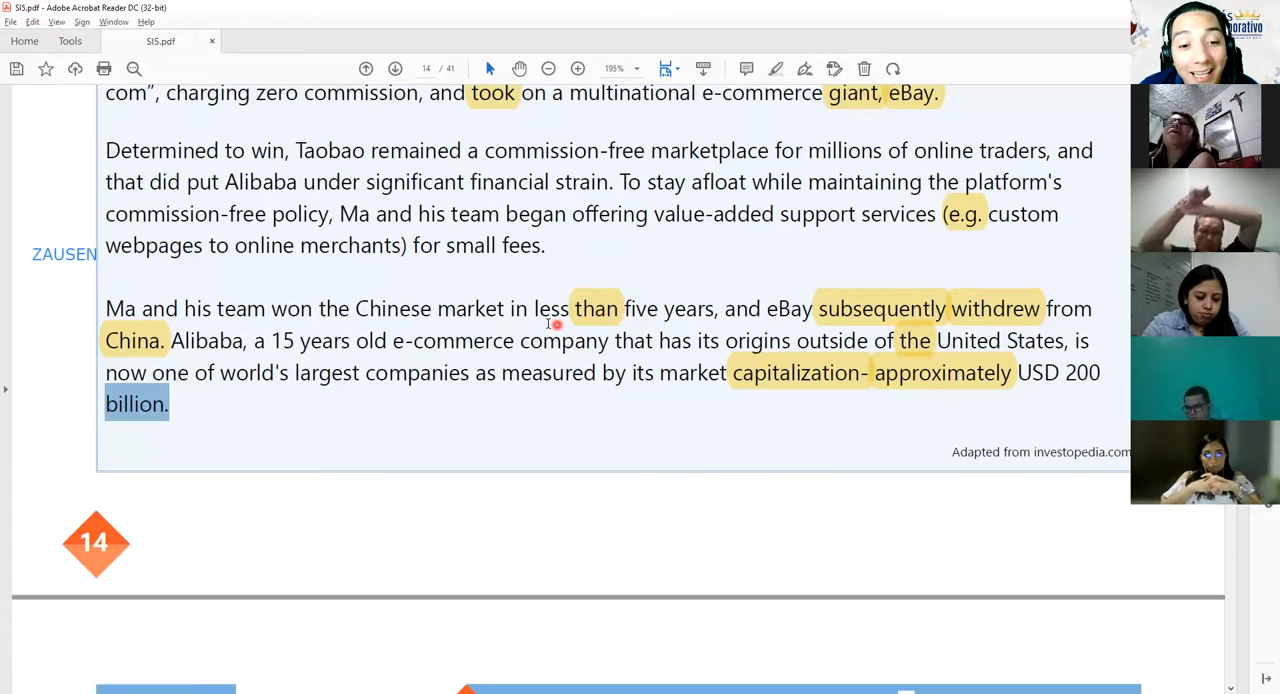 SI5.pdf - Adobe Acrobat Reader DC (32-bit)
File Edit View Sign Window Help
Home Tools SI5.pdf ×
14 / 41 195%
com”, charging zero commission, and took on a multinational e-commerce giant, eBay.
Determined to win, Taobao remained a commission-free marketplace for millions of online traders, and
that did put Alibaba under significant financial strain. To stay afloat while maintaining the platform's
commission-free policy, Ma and his team began offering value-added support services (e.g. custom
webpages to online merchants) for small fees.
ZAUSEN
Ma and his team won the Chinese market in less than five years, and eBay subsequently withdrew from
China. Alibaba, a 15 years old e-commerce company that has its origins outside of the United States, is
now one of world's largest companies as measured by its market capitalization- approximately USD 200
billion.
Adapted from investopedia.com
14